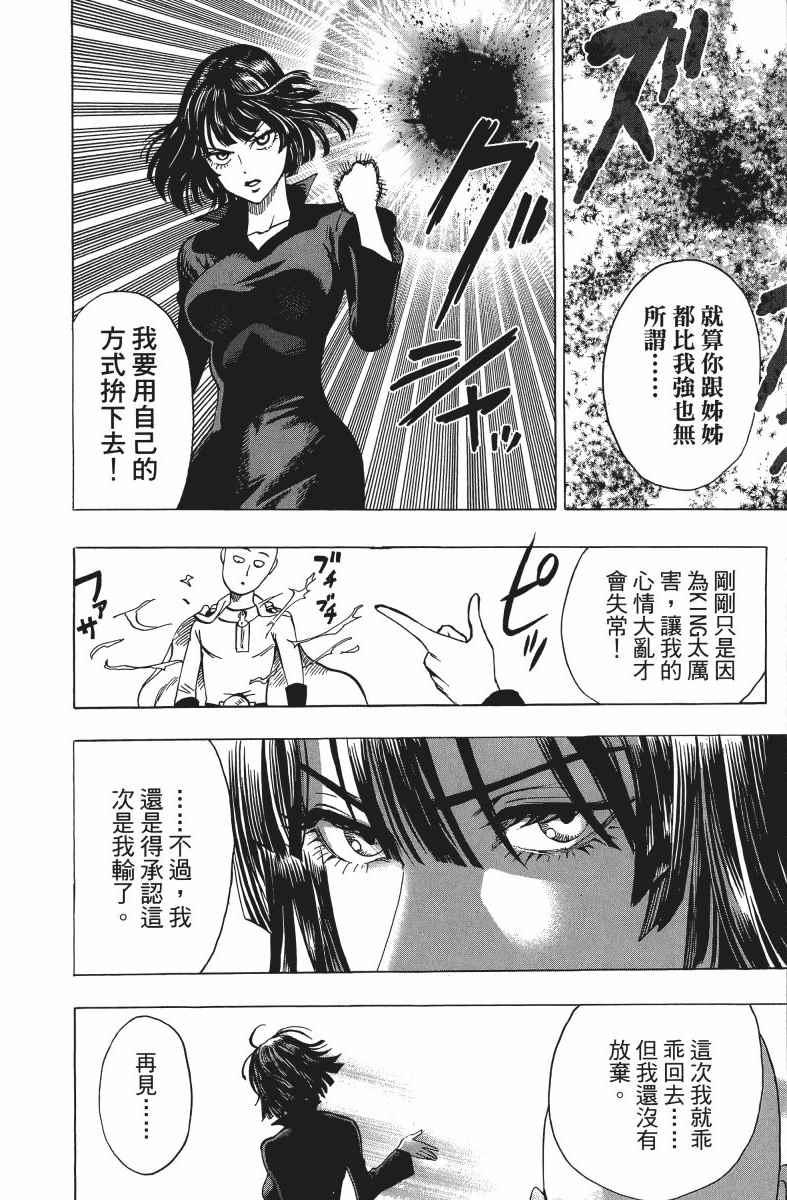 ズズ
就算你跟姊姊
都比我強也無
所謂……
グ
シャッ
我要用自己的
方式拚下去！
剛剛只是因
為KING太厲
害，讓我的
心情大亂才
會失常！
ピ
ブチブチ
ファサ
……不過，我
還是得承認這
次是我輸了。
這次我就乖
乖回去……
但我還沒有
放棄。
再見……